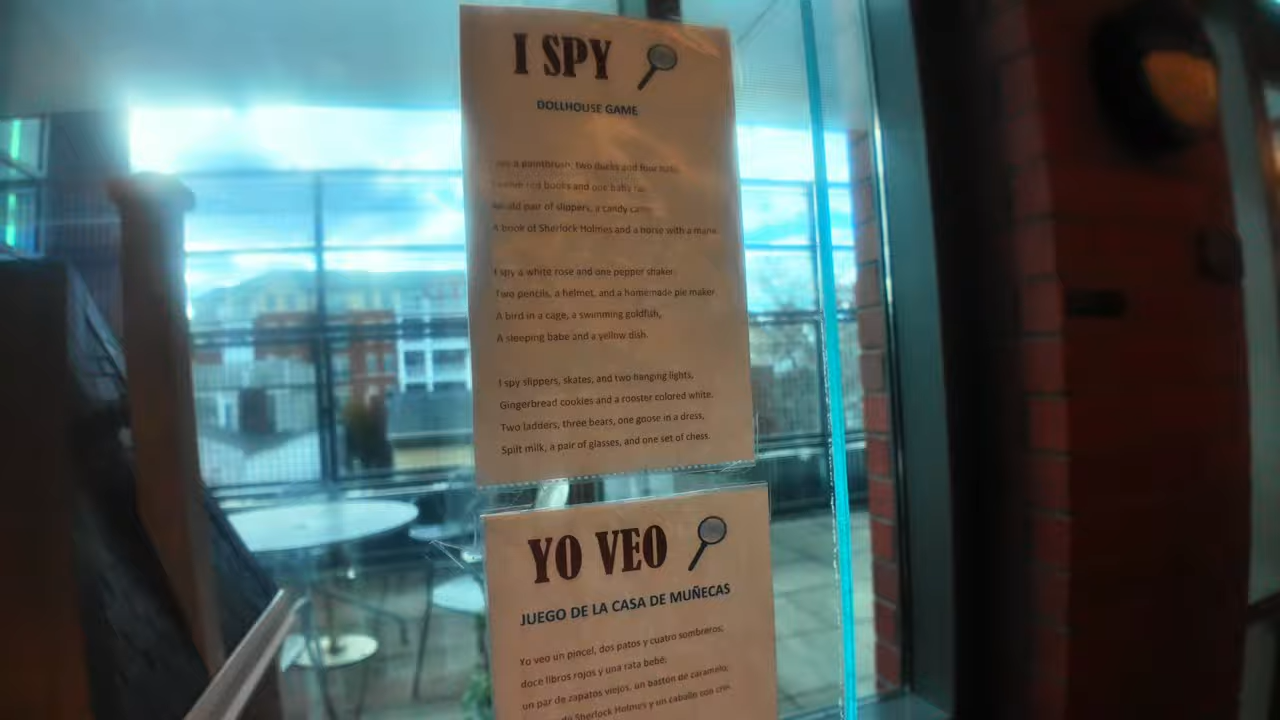 I SPY
DOLLHOUSE GAME
a paintbrush, two ducks and four hats,
red books and one baby rat,
old pair of slippers, a candy cane,
A book of Sherlock Holmes and a horse with a mane.
I spy a white rose and one pepper shaker
Two pencils, a helmet, and a homemade pie maker,
A bird in a cage, a swimming goldfish,
A sleeping babe and a yellow dish.
I spy slippers, skates, and two hanging lights,
Gingerbread cookies and a rooster colored white.
Two ladders, three bears, one goose in a dress,
Spilt milk, a pair of glasses, and one set of chess.
YO VEO
JUEGO DE LA CASA DE MUÑECAS
Yo veo un pincel, dos patos y cuatro sombreros;
doce libros rojos y una rata bebé;
un par de zapatos viejos, un bastón de caramelo;
de Sherlock Holmes y un caballo con